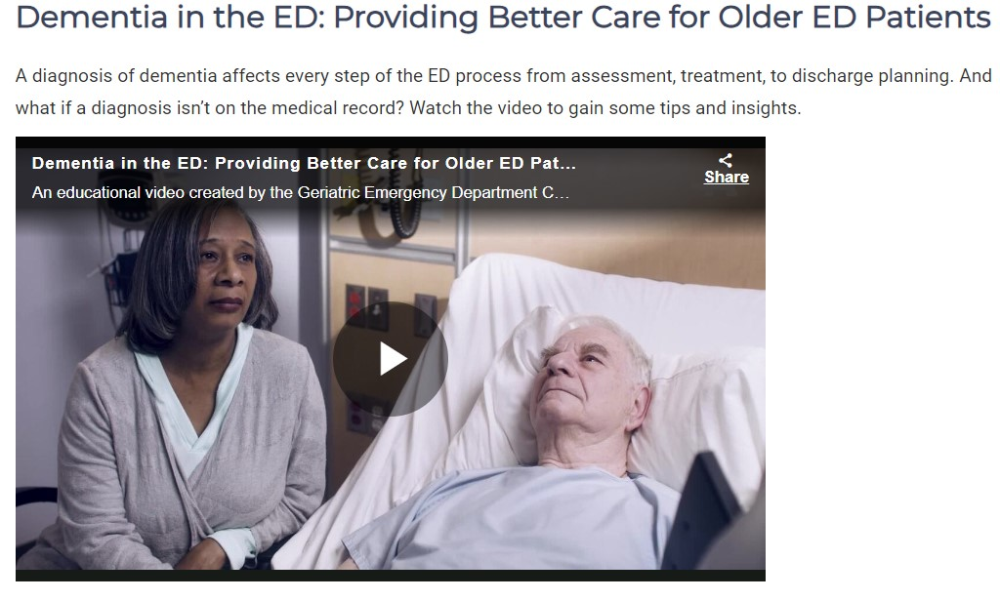 Dementia in the ED: Providing Better Care for Older ED Patients
A diagnosis of dementia affects every step of the ED process from assessment, treatment, to discharge planning. And
what if a diagnosis isn’t on the medical record? Watch the video to gain some tips and insights.
Dementia in the ED: Providing Better Care for Older ED Pat...
Share
An educational video created by the Geriatric Emergency Department C...